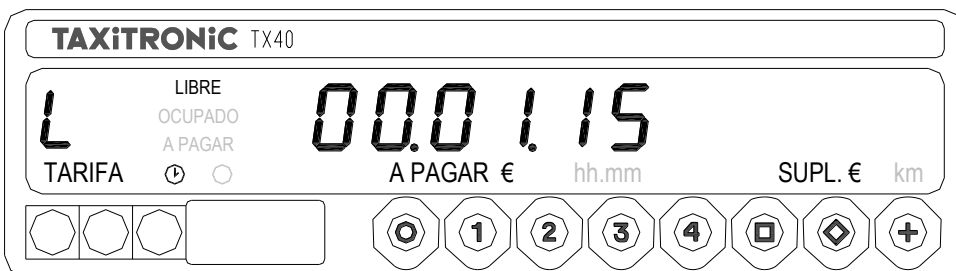 TAXiTRONiC TX40
LIBRE
L 00.01.15
OCUPADO
A PAGAR
TARIFA A PAGAR € hh.mm SUPL. € km
1 2 3 4 +